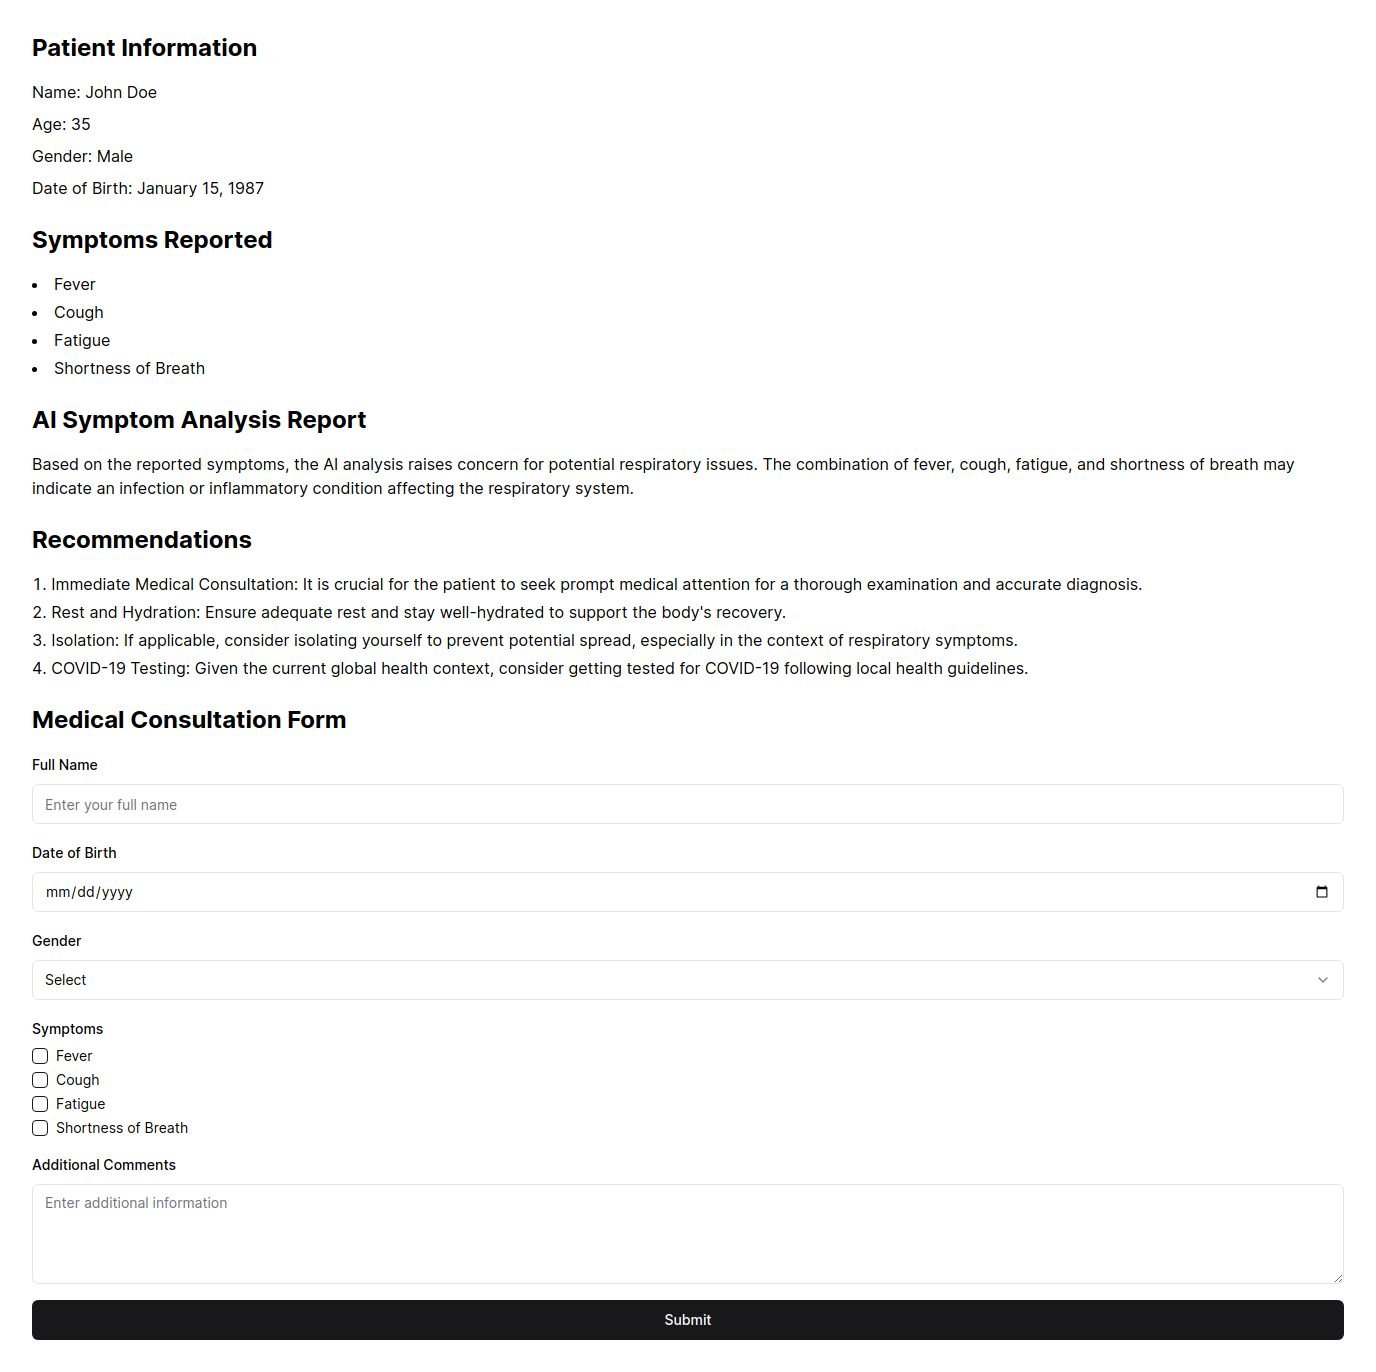 Patient Information
Name: John Doe
Age: 35
Gender: Male
Date of Birth: January 15, 1987
Symptoms Reported
• Fever
• Cough
• Fatigue
• Shortness of Breath
AI Symptom Analysis Report
Based on the reported symptoms, the AI analysis raises concern for potential respiratory issues. The combination of fever, cough, fatigue, and shortness of breath may
indicate an infection or inflammatory condition affecting the respiratory system.
Recommendations
1. Immediate Medical Consultation: It is crucial for the patient to seek prompt medical attention for a thorough examination and accurate diagnosis.
2. Rest and Hydration: Ensure adequate rest and stay well-hydrated to support the body's recovery.
3. Isolation: If applicable, consider isolating yourself to prevent potential spread, especially in the context of respiratory symptoms.
4. COVID-19 Testing: Given the current global health context, consider getting tested for COVID-19 following local health guidelines.
Medical Consultation Form
Full Name
Enter your full name
Date of Birth
mm/dd/yyyy
Gender
Select
Symptoms
Fever
Cough
Fatigue
Shortness of Breath
Additional Comments
Enter additional information
Submit